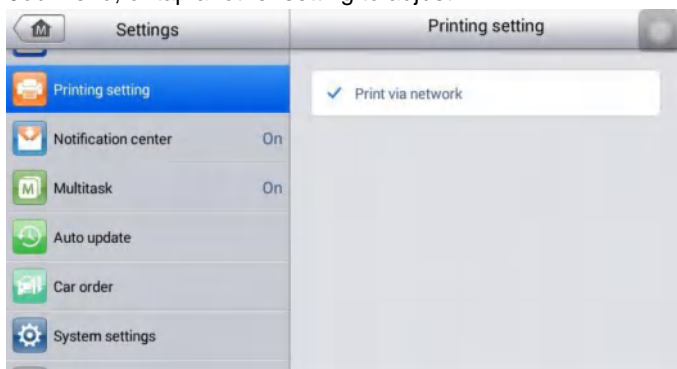 Settings
Printing setting
Printing setting
Print via network
Notification center On
Multitask On
Auto update
Car order
System settings